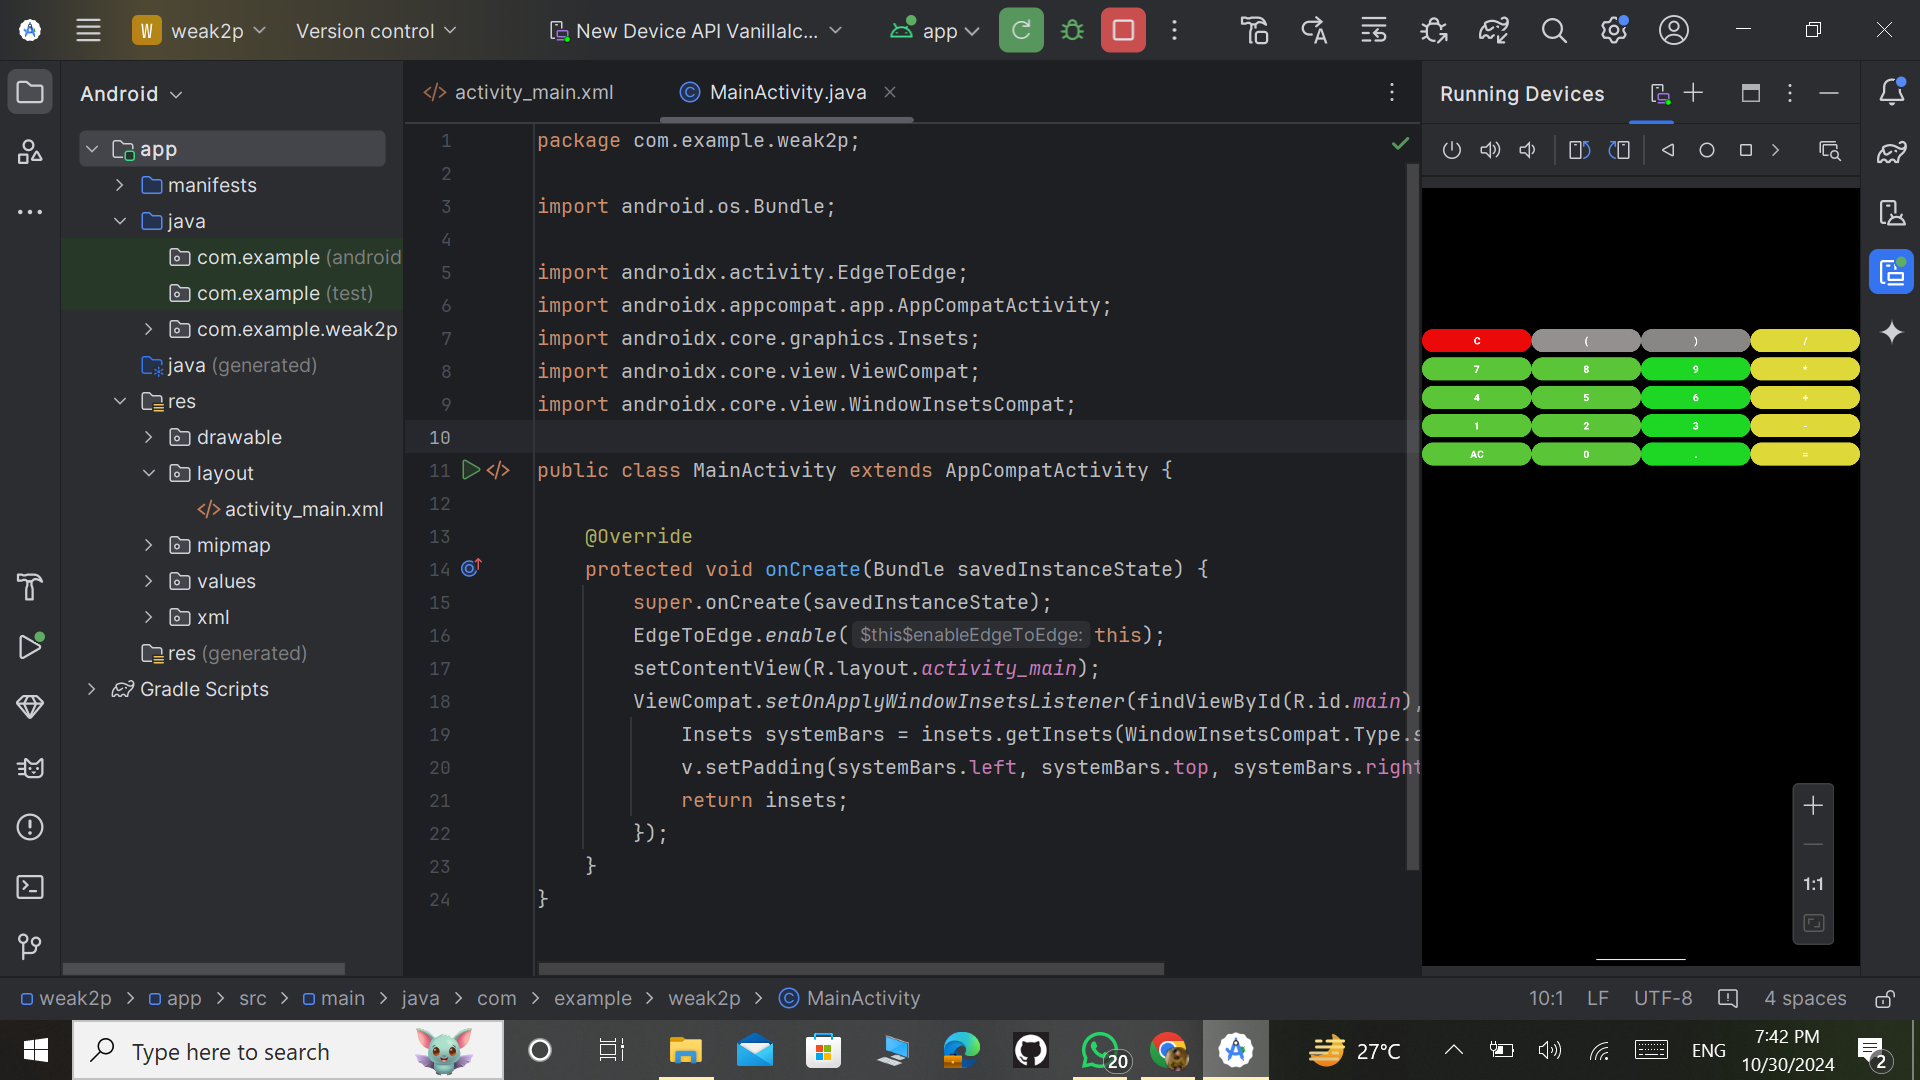 W weak2p Version control New Device API VanillaIc... app
Android
activity_main.xml MainActivity.java
Running Devices
app
manifests
java
com.example (android
com.example (test)
com.example.weak2p
java (generated)
res
drawable
layout
activity_main.xml
mipmap
values
xml
res (generated)
Gradle Scripts
1 package com.example.weak2p;
2
3 import android.os.Bundle;
4
5 import androidx.activity.EdgeToEdge;
6 import androidx.appcompat.app.AppCompatActivity;
7 import androidx.core.graphics.Insets;
8 import androidx.core.view.ViewCompat;
9 import androidx.core.view.WindowInsetsCompat;
10
11 public class MainActivity extends AppCompatActivity {
12
13 @Override
14 protected void onCreate(Bundle savedInstanceState) {
15 super.onCreate(savedInstanceState);
16 EdgeToEdge.enable( $this$enableEdgeToEdge: this);
17 setContentView(R.layout.activity_main);
18 ViewCompat.setOnApplyWindowInsetsListener(findViewById(R.id.main),
19 Insets systemBars = insets.getInsets(WindowInsetsCompat.Type.s
20 v.setPadding(systemBars.left, systemBars.top, systemBars.right
21 return insets;
22 });
23 }
24 }
C ( ) /
7 8 9 *
4 5 6 +
1 2 3 -
AC 0 . =
1:1
weak2p > app > src > main > java > com > example > weak2p > MainActivity
10:1 LF UTF-8 4 spaces
Type here to search
20
27°C
ENG
7:42 PM
10/30/2024
2